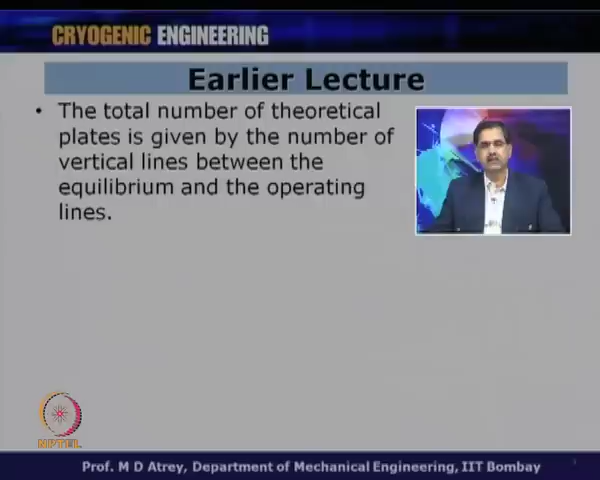 CRYOGENIC ENGINEERING
Earlier Lecture
• The total number of theoretical
plates is given by the number of
vertical lines between the
equilibrium and the operating
lines.
NPTEL
Prof. M D Atrey, Department of Mechanical Engineering, IIT Bombay